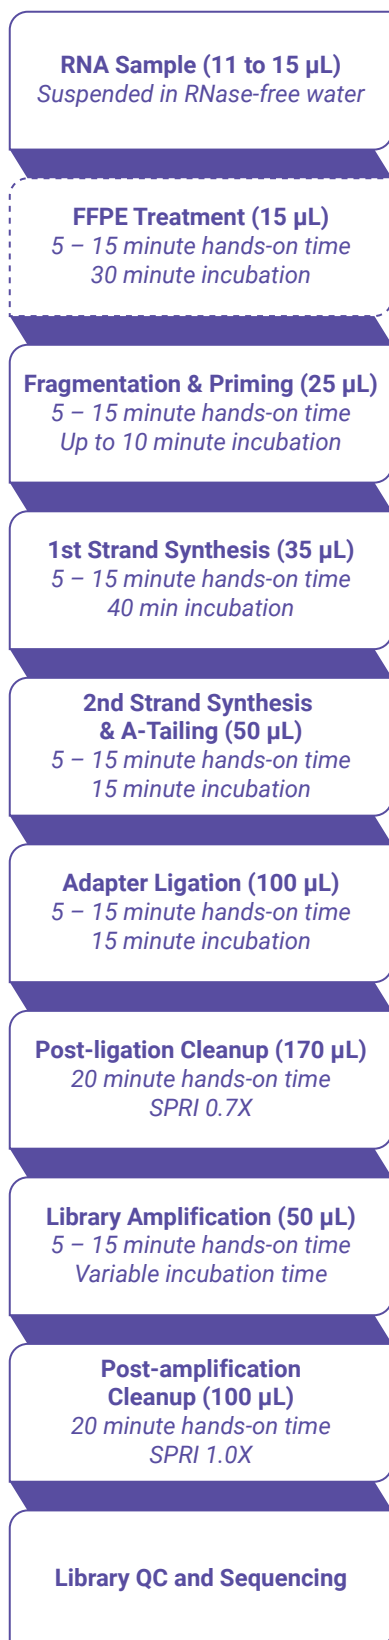 RNA Sample (11 to 15 µL)
Suspended in RNase-free water
FFPE Treatment (15 µL)
5 – 15 minute hands-on time
30 minute incubation
Fragmentation & Priming (25 µL)
5 – 15 minute hands-on time
Up to 10 minute incubation
1st Strand Synthesis (35 µL)
5 – 15 minute hands-on time
40 min incubation
2nd Strand Synthesis
& A-Tailing (50 µL)
5 – 15 minute hands-on time
15 minute incubation
Adapter Ligation (100 µL)
5 – 15 minute hands-on time
15 minute incubation
Post-ligation Cleanup (170 µL)
20 minute hands-on time
SPRI 0.7X
Library Amplification (50 µL)
5 – 15 minute hands-on time
Variable incubation time
Post-amplification
Cleanup (100 µL)
20 minute hands-on time
SPRI 1.0X
Library QC and Sequencing